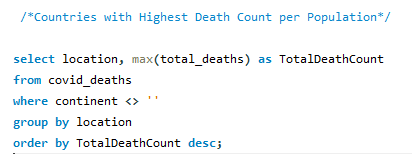 /*Countries with Highest Death Count per Population*/
select location, max(total_deaths) as TotalDeathCount
from covid_deaths
where continent <> ''
group by location
order by TotalDeathCount desc;